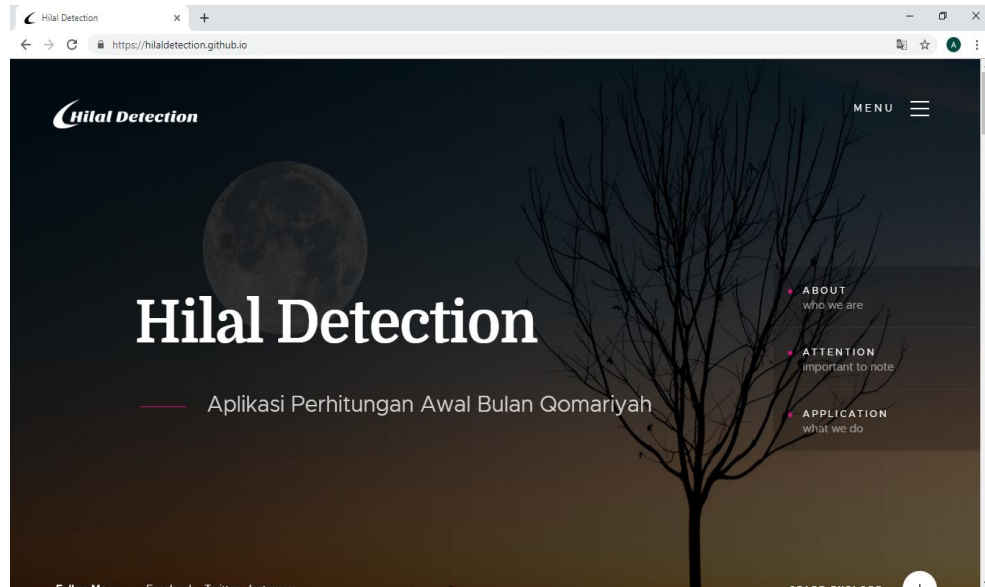 Hilal Detection
https://hilaldetection.github.io
A
Hilal Detection
MENU
Hilal Detection
Aplikasi Perhitungan Awal Bulan Qomariyah
ABOUT
who we are
ATTENTION
important to note
APPLICATION
what we do